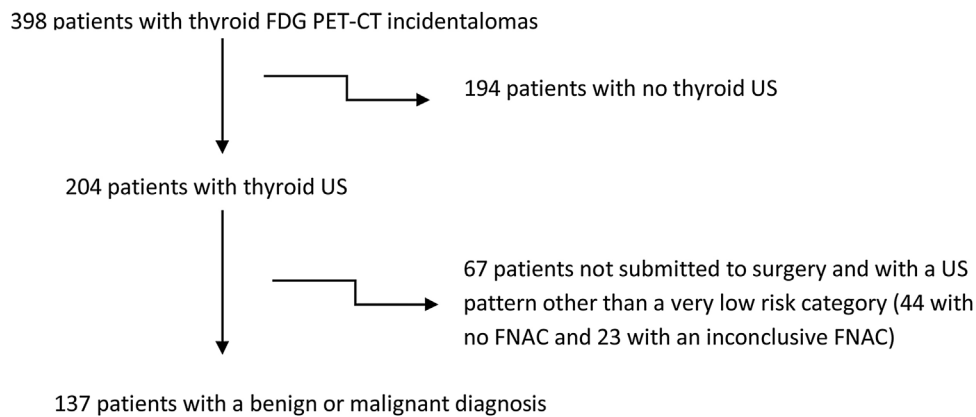 398 patients with thyroid FDG PET-CT incidentalomas
194 patients with no thyroid US
204 patients with thyroid US
67 patients not submitted to surgery and with a US
pattern other than a very low risk category (44 with
no FNAC and 23 with an inconclusive FNAC)
137 patients with a benign or malignant diagnosis